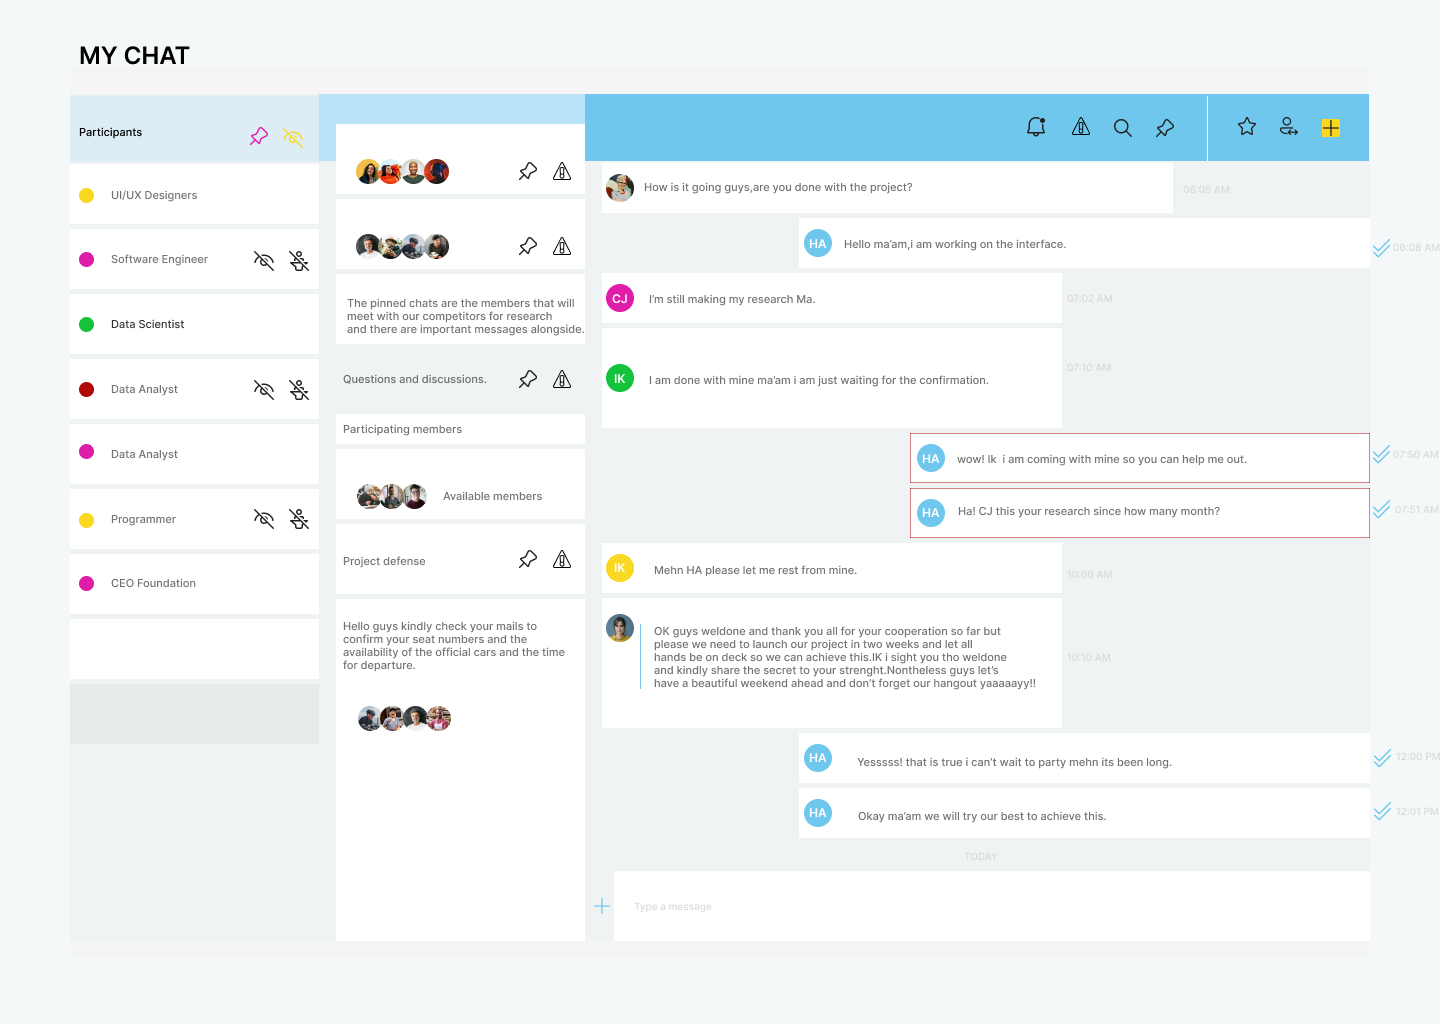 MY CHAT
Participants
UI/UX Designers
Software Engineer
Data Scientist
Data Analyst
Data Analyst
Programmer
CEO Foundation
The pinned chats are the members that will
meet with our competitors for research
and there are important messages alongside.
Questions and discussions.
Participating members
Available members
Project defense
Hello guys kindly check your mails to
confirm your seat numbers and the
availability of the official cars and the time
for departure.
How is it going guys,are you done with the project?
06:05 AM
HA
Hello ma'am,i am working on the interface.
06:08 AM
CJ
I'm still making my research Ma.
07:02 AM
IK
I am done with mine ma'am i am just waiting for the confirmation.
07:10 AM
HA
wow! Ik  i am coming with mine so you can help me out.
07:50 AM
HA
Ha! CJ this your research since how many month?
07:51 AM
IK
Mehn HA please let me rest from mine.
10:00 AM
OK guys weldone and thank you all for your cooperation so far but
please we need to launch our project in two weeks and let all
hands be on deck so we can achieve this.IK i sight you tho weldone
and kindly share the secret to your strenght.Nontheless guys let's
have a beautiful weekend ahead and don't forget our hangout yaaaaayy!!
10:10 AM
HA
Yesssss! that is true i can't wait to party mehn its been long.
12:00 PM
HA
Okay ma'am we will try our best to achieve this.
12:01 PM
TODAY
Type a message